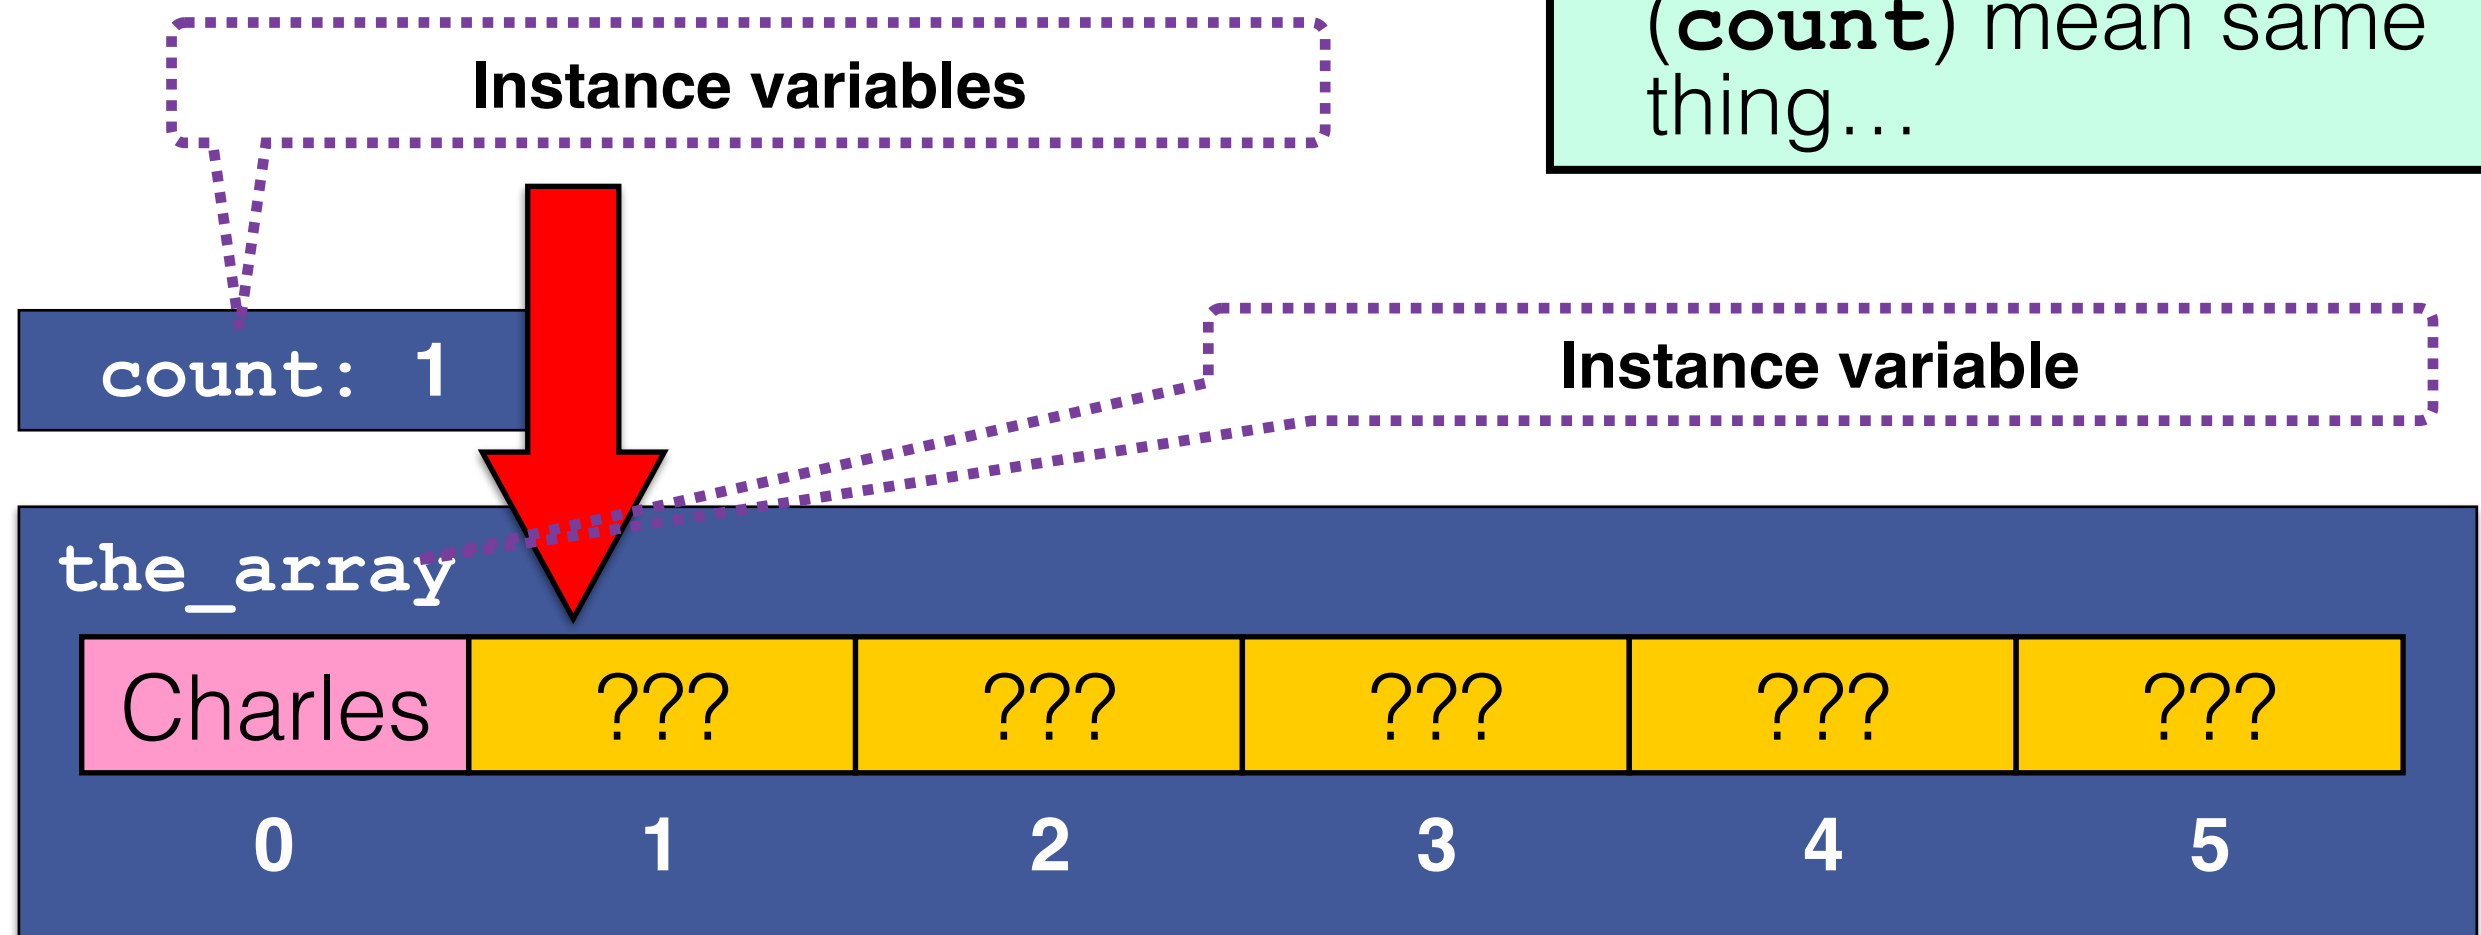 (count) mean same
thing…
Instance variables
count: 1
Instance variable
the_array
Charles ??? ??? ??? ??? ???
0 1 2 3 4 5